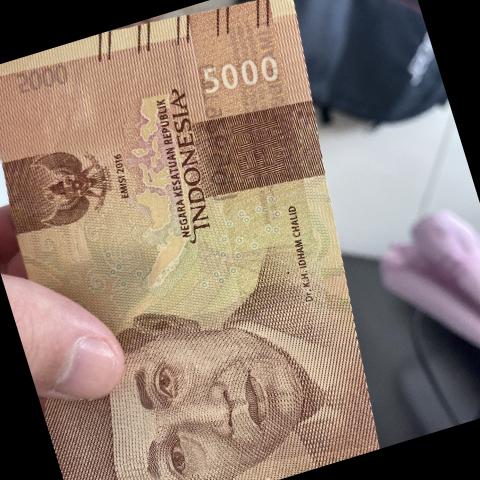 2000
5000
EMISI 2016
NEGARA KESATUAN REPUBLIK
INDONESIA
Dr. K.H. IDHAM CHALID